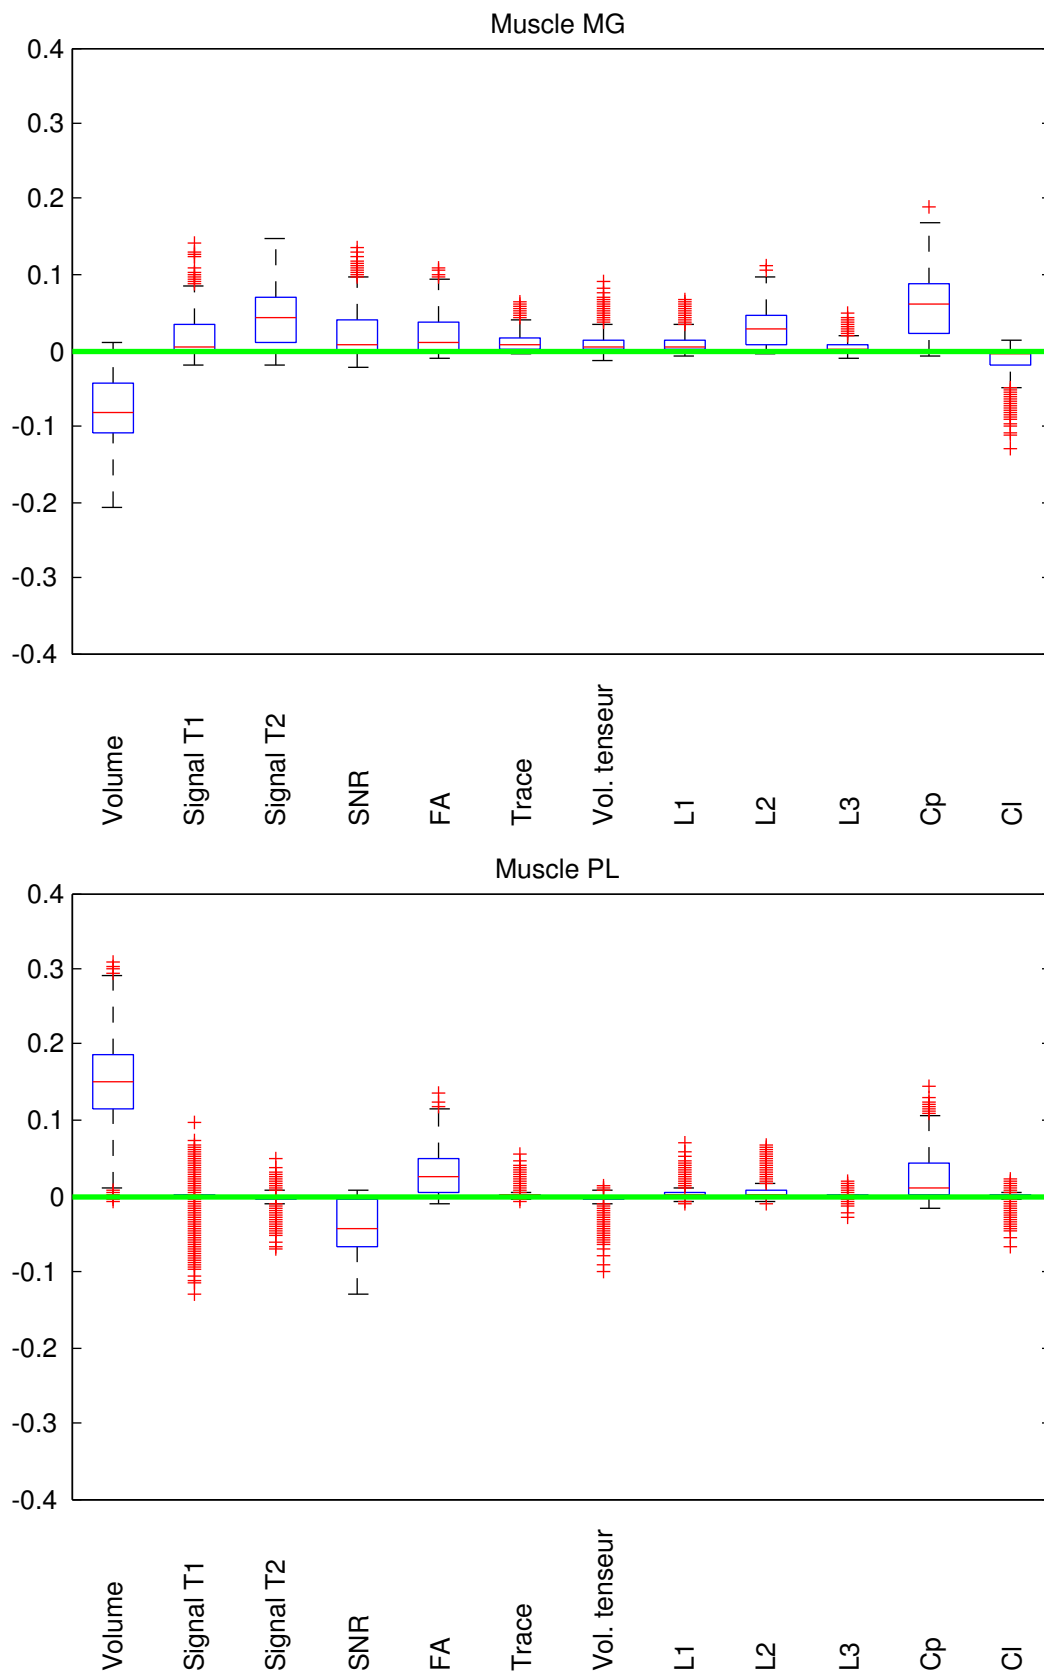 Muscle MG
0.4
0.3
0.2
0.1
0
-0.1
-0.2
-0.3
-0.4
Volume
Signal T1
Signal T2
SNR
FA
Trace
Vol. tenseur
L1
L2
L3
Cp
Cl
Muscle PL
0.4
0.3
0.2
0.1
0
-0.1
-0.2
-0.3
-0.4
Volume
Signal T1
Signal T2
SNR
FA
Trace
Vol. tenseur
L1
L2
L3
Cp
Cl